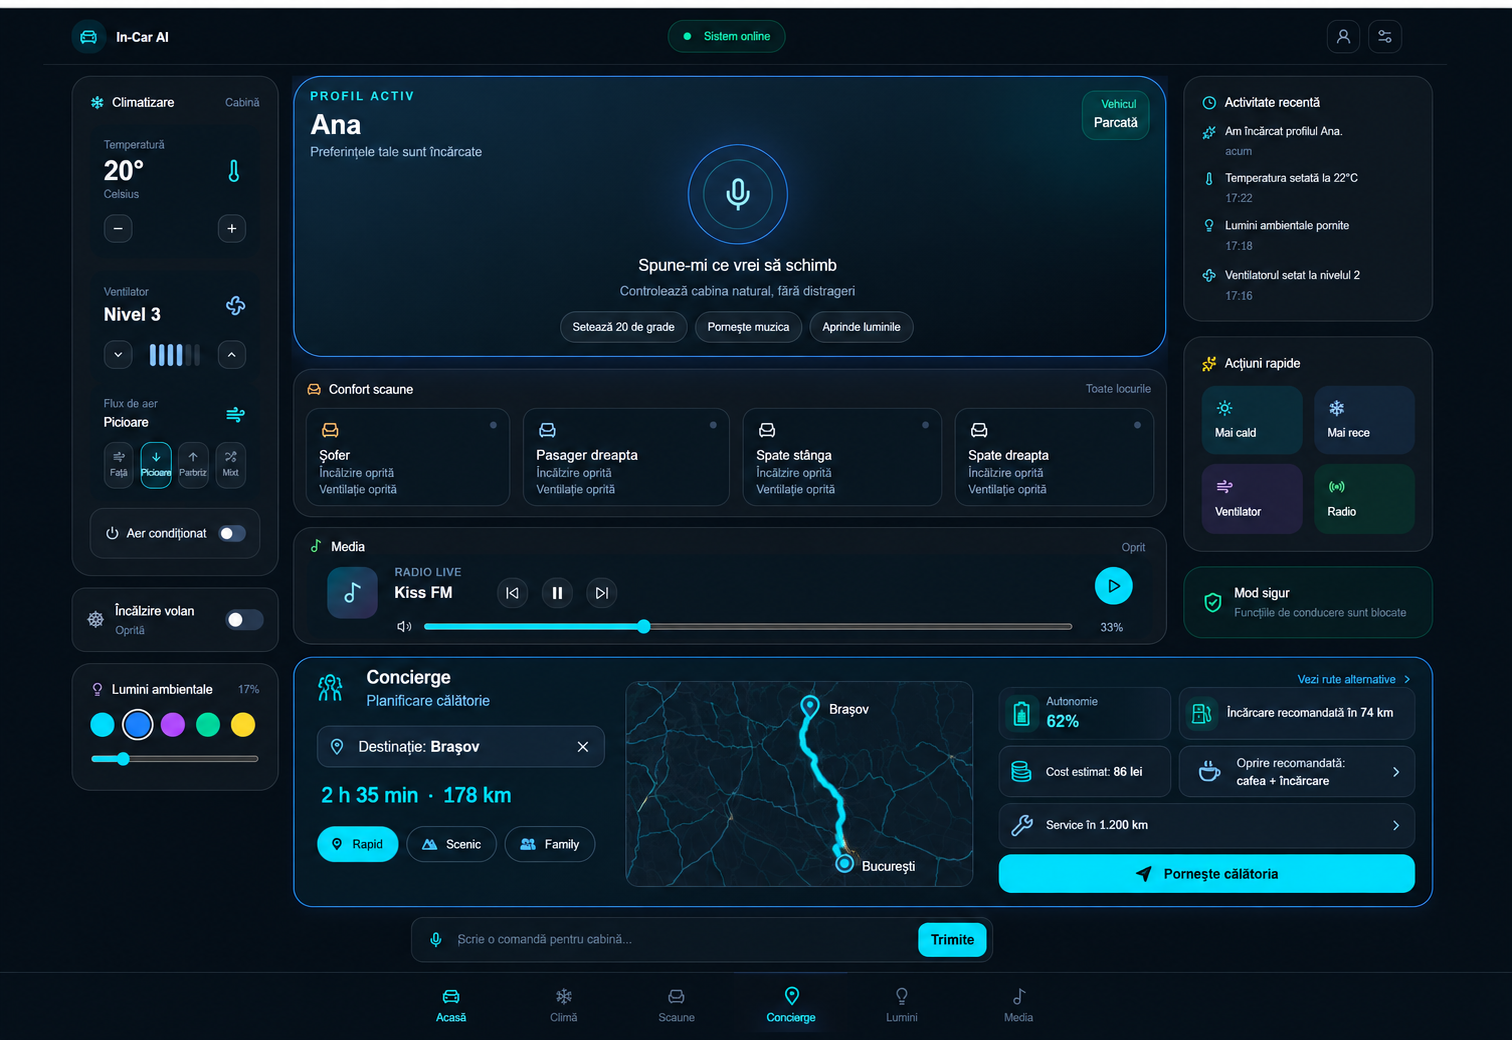 In-Car AI
Sistem online
Climatizare
Cabină
Temperatură
20°
Celsius
−
+
Ventilator
Nivel 3
Flux de aer
Picioare
Față
Picioare
Parbriz
Mixt
Aer condiționat
Încălzire volan
Oprită
Lumini ambientale
17%
PROFIL ACTIV
Ana
Preferințele tale sunt încărcate
Vehicul
Parcată
Spune-mi ce vrei să schimb
Controlează cabina natural, fără distrageri
Setează 20 de grade
Pornește muzica
Aprinde luminile
Confort scaune
Toate locurile
Șofer
Încălzire oprită
Ventilație oprită
Pasager dreapta
Încălzire oprită
Ventilație oprită
Spate stânga
Încălzire oprită
Ventilație oprită
Spate dreapta
Încălzire oprită
Ventilație oprită
Media
Oprit
RADIO LIVE
Kiss FM
33%
Activitate recentă
Am încărcat profilul Ana.
acum
Temperatura setată la 22°C
17:22
Lumini ambientale pornite
17:18
Ventilatorul setat la nivelul 2
17:16
Acțiuni rapide
Mai cald
Mai rece
Ventilator
Radio
Mod sigur
Funcțiile de conducere sunt blocate
Concierge
Planificare călătorie
Destinație: Brașov
2 h 35 min · 178 km
Rapid
Scenic
Family
Brașov
București
Vezi rute alternative
Autonomie
62%
Încărcare recomandată în 74 km
Cost estimat: 86 lei
Oprire recomandată:
cafea + încărcare
Service în 1.200 km
Pornește călătoria
Scrie o comandă pentru cabină...
Trimite
Acasă
Climă
Scaune
Concierge
Lumini
Media